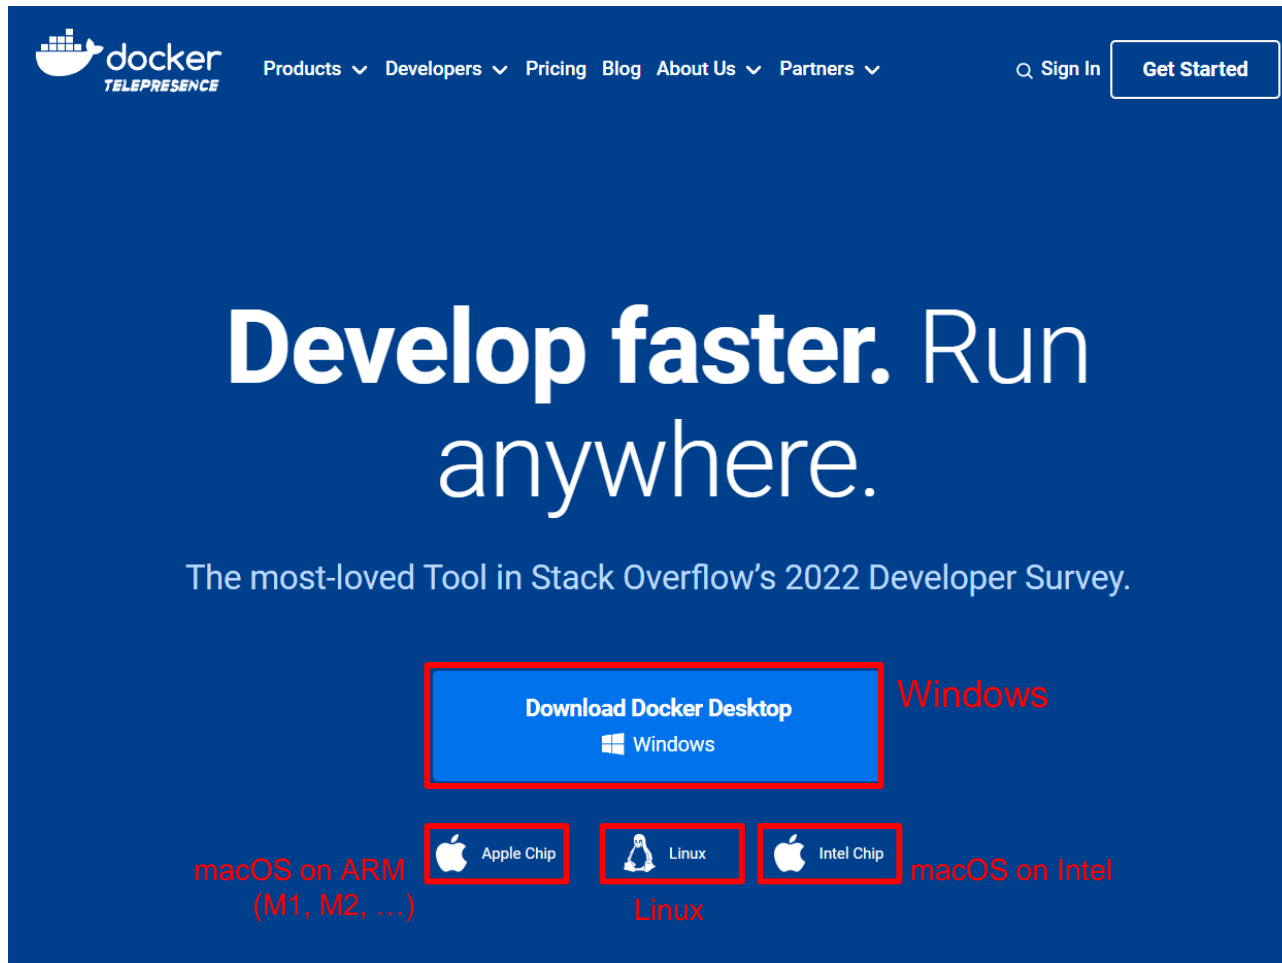 docker
TELEPRESENCE
Products Developers Pricing Blog About Us Partners Sign In Get Started
Develop faster. Run
anywhere.
The most-loved Tool in Stack Overflow's 2022 Developer Survey.
Download Docker Desktop
Windows
Windows
Apple Chip Linux Intel Chip
macOS on ARM
(M1, M2, …)
Linux
macOS on Intel